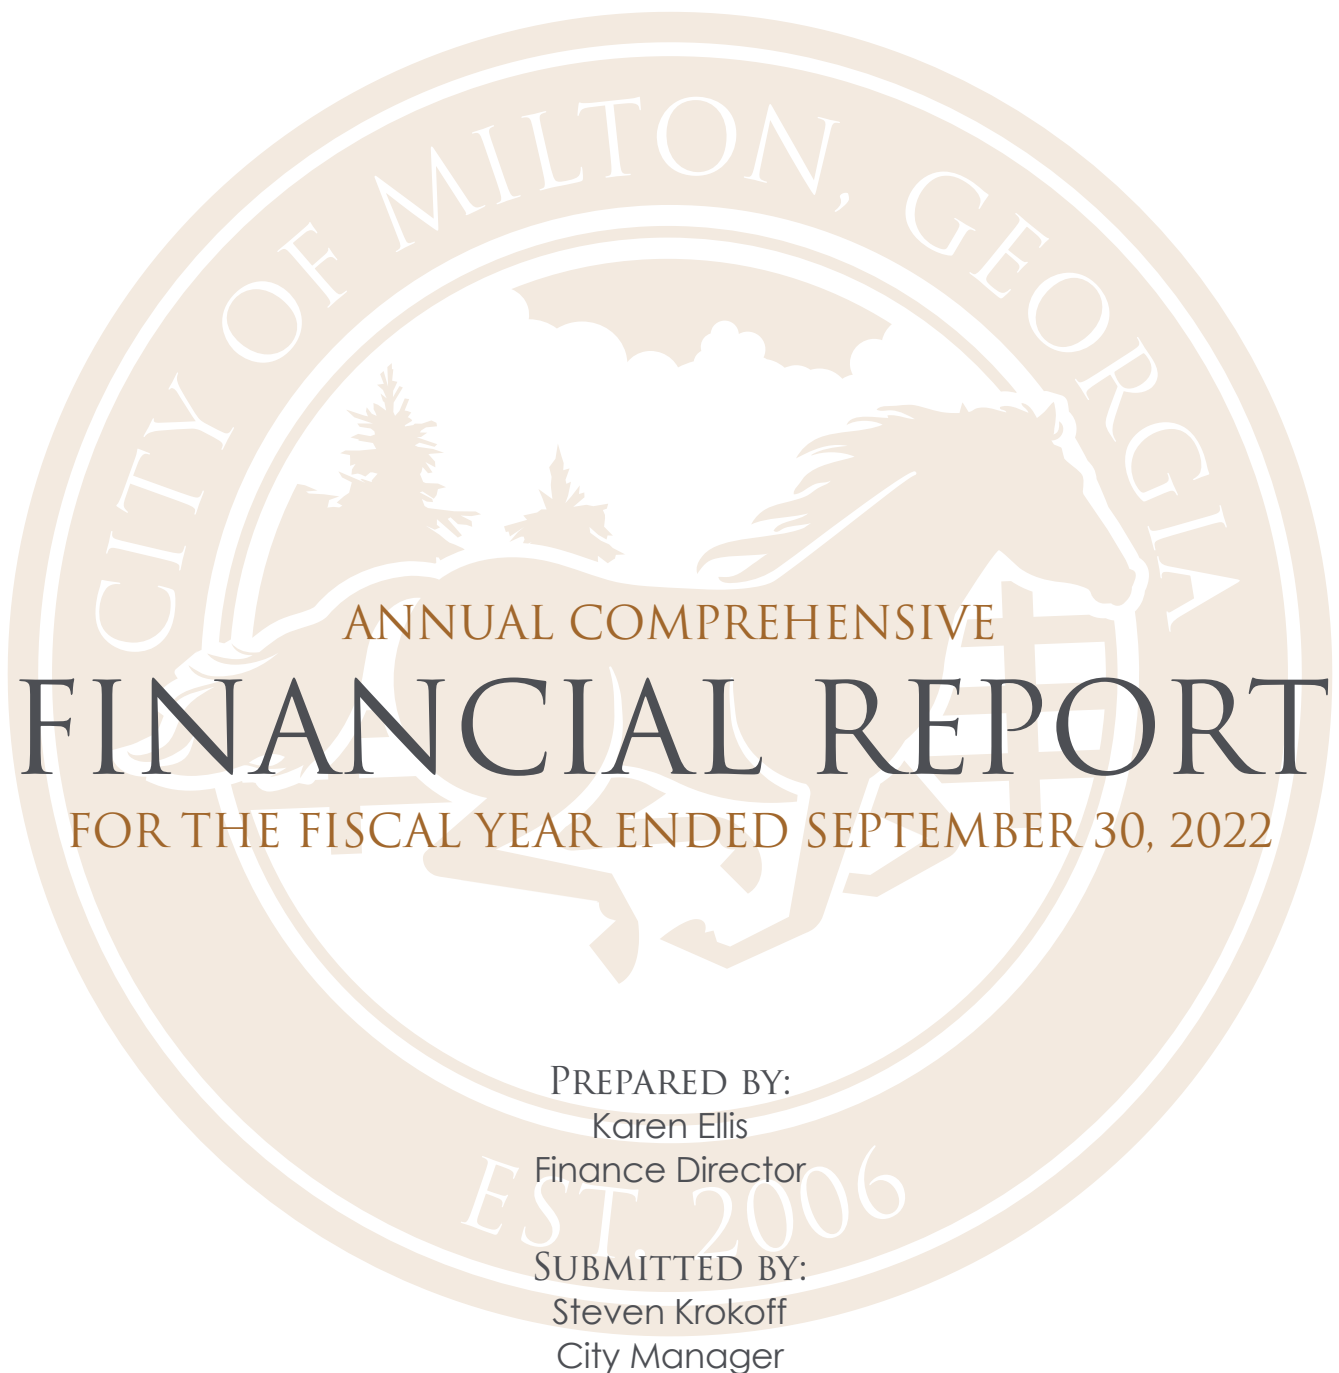 CITY OF MILTON, GEORGIA
ANNUAL COMPREHENSIVE
FINANCIAL REPORT
FOR THE FISCAL YEAR ENDED SEPTEMBER 30, 2022
PREPARED BY:
Karen Ellis
Finance Director
EST. 2006
SUBMITTED BY:
Steven Krokoff
City Manager